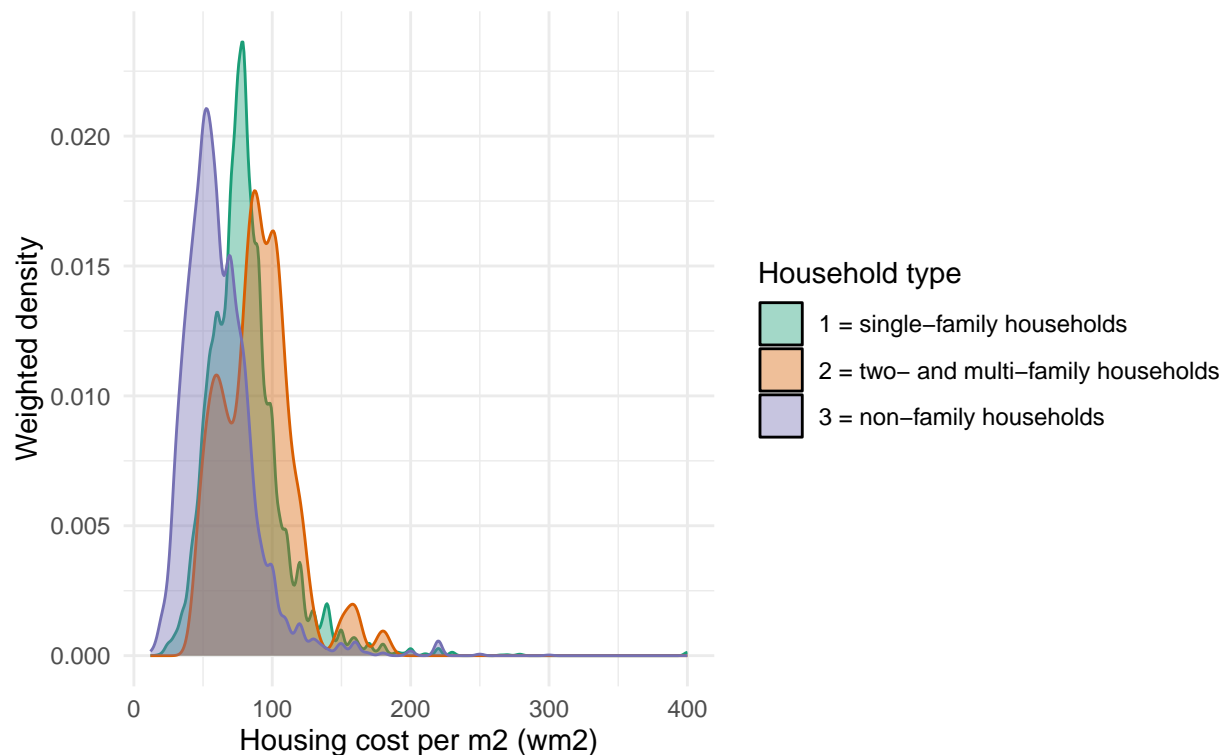 0.020
0.015
0.010
0.005
0.000
Weighted density
0
100
200
300
400
Housing cost per m2 (wm2)
Household type
1 = single−family households
2 = two− and multi−family households
3 = non−family households